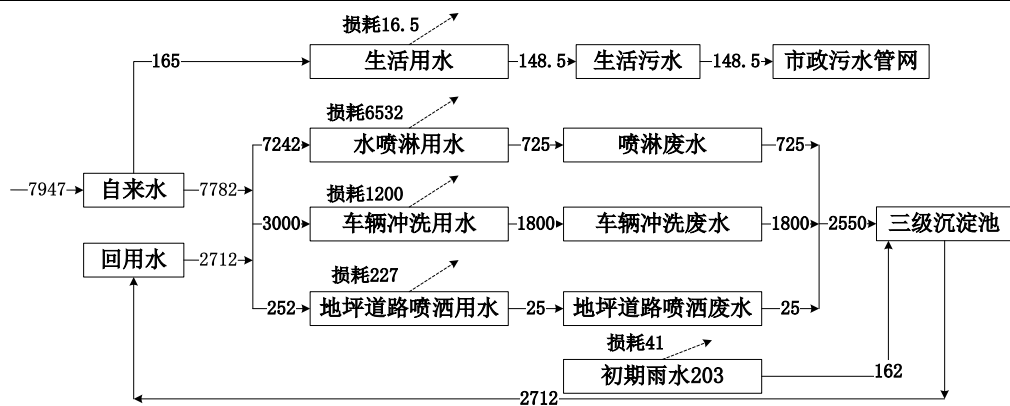 损耗16.5
165
生活用水
148.5
生活污水
148.5
市政污水管网
损耗6532
7242
水喷淋用水
725
喷淋废水
725
7947
自来水
7782
损耗1200
3000
车辆冲洗用水
1800
车辆冲洗废水
1800
2550
三级沉淀池
回用水
2712
损耗227
252
地坪道路喷洒用水
25
地坪道路喷洒废水
25
损耗41
初期雨水203
162
2712